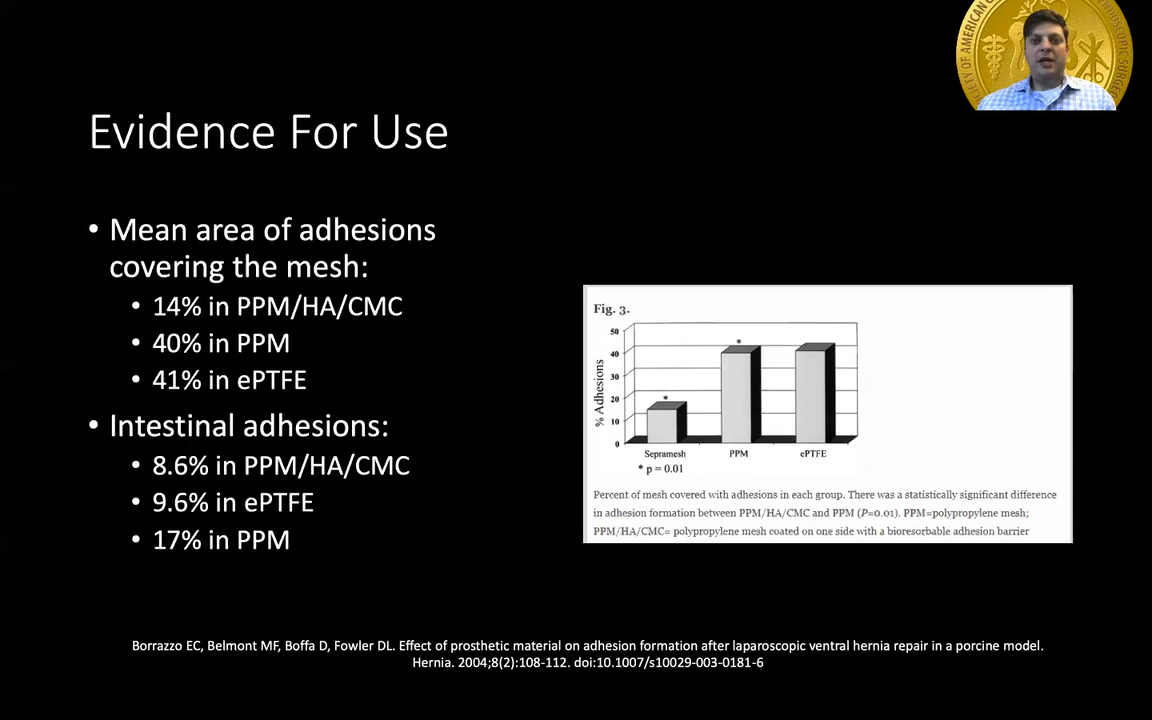 SOCIETY OF AMERICAN G
ENDOSCOPIC SURGEO
Evidence For Use
• Mean area of adhesions
covering the mesh:
• 14% in PPM/HA/CMC
• 40% in PPM
• 41% in ePTFE
• Intestinal adhesions:
• 8.6% in PPM/HA/CMC
• 9.6% in ePTFE
• 17% in PPM
Fig. 3.
% Adhesions
50
40
30
20
10
0
*
*
Sepramesh PPM ePTFE
* p = 0.01
Percent of mesh covered with adhesions in each group. There was a statistically significant difference
in adhesion formation between PPM/HA/CMC and PPM (P=0.01). PPM=polypropylene mesh;
PPM/HA/CMC= polypropylene mesh coated on one side with a bioresorbable adhesion barrier
Borrazzo EC, Belmont MF, Boffa D, Fowler DL. Effect of prosthetic material on adhesion formation after laparoscopic ventral hernia repair in a porcine model.
Hernia. 2004;8(2):108-112. doi:10.1007/s10029-003-0181-6